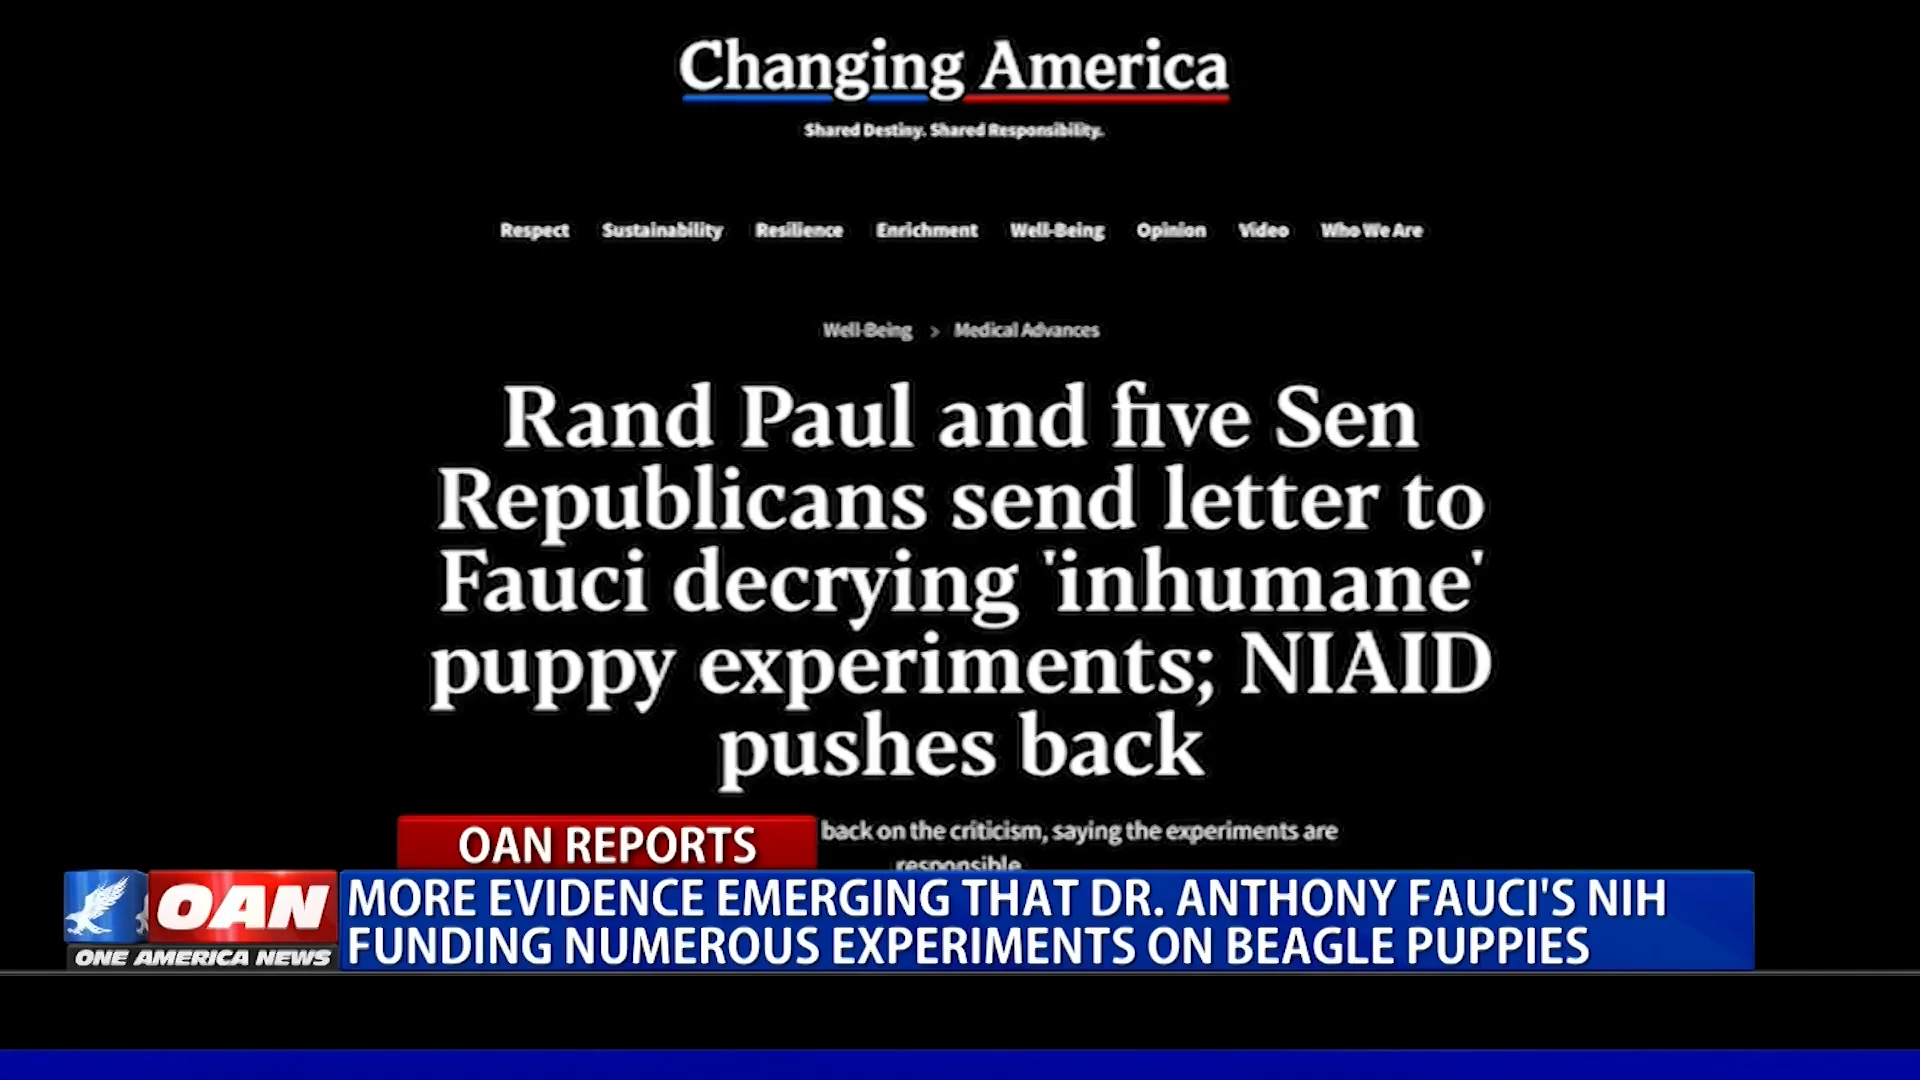 Changing America
Shared Destiny. Shared Responsibility.
Respect Sustainability Resilience Enrichment Well-Being Opinion Video Who We Are
Well-Being > Medical Advances
Rand Paul and five Sen
Republicans send letter to
Fauci decrying 'inhumane'
puppy experiments; NIAID
pushes back
back on the criticism, saying the experiments are
responsible.
OAN REPORTS
MORE EVIDENCE EMERGING THAT DR. ANTHONY FAUCI'S NIH
FUNDING NUMEROUS EXPERIMENTS ON BEAGLE PUPPIES
OAN
ONE AMERICA NEWS